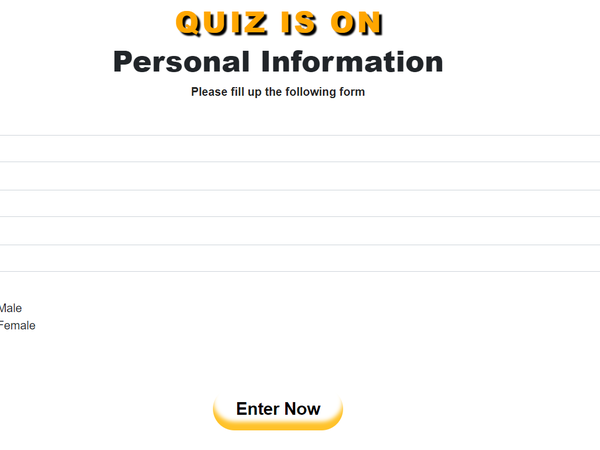 QUIZ IS ON
Personal Information
Please fill up the following form
Male
Female
Enter Now